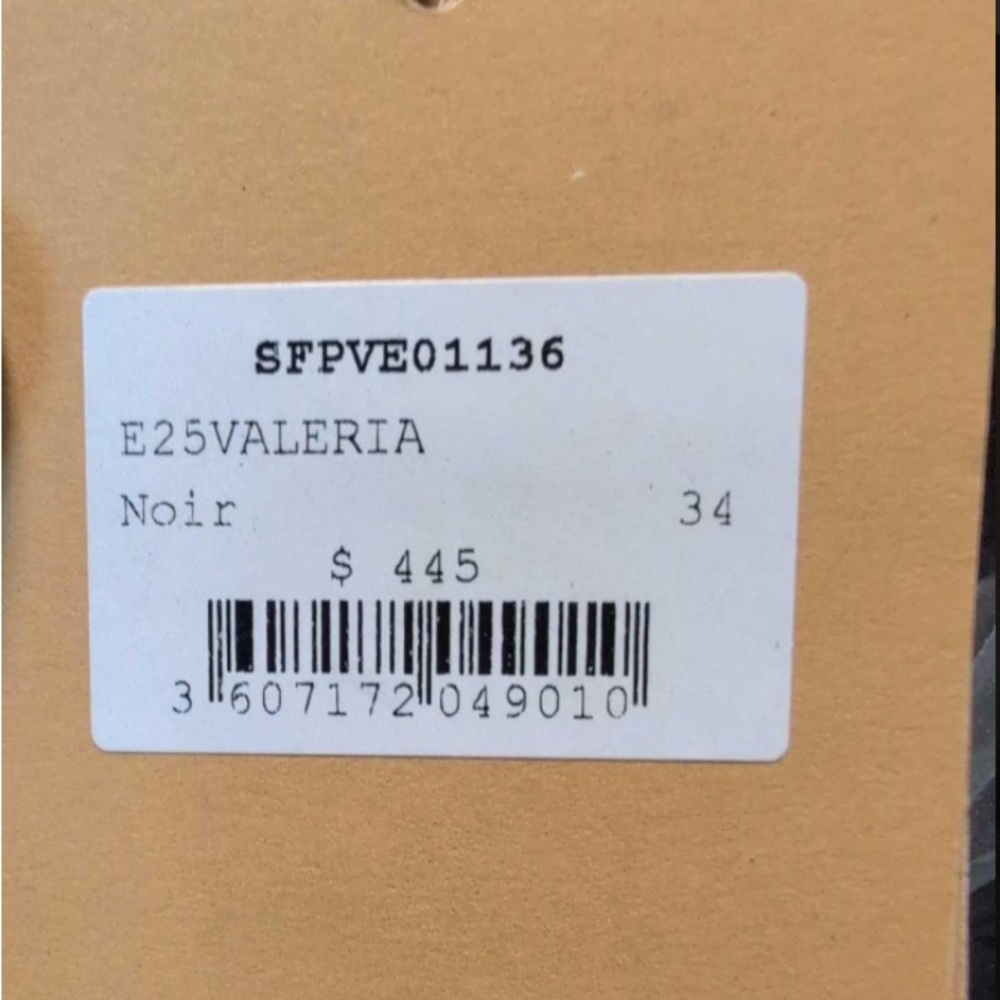 SFPVE01136
E25VALERIA
Noir 34
$ 445
3 607172 049010